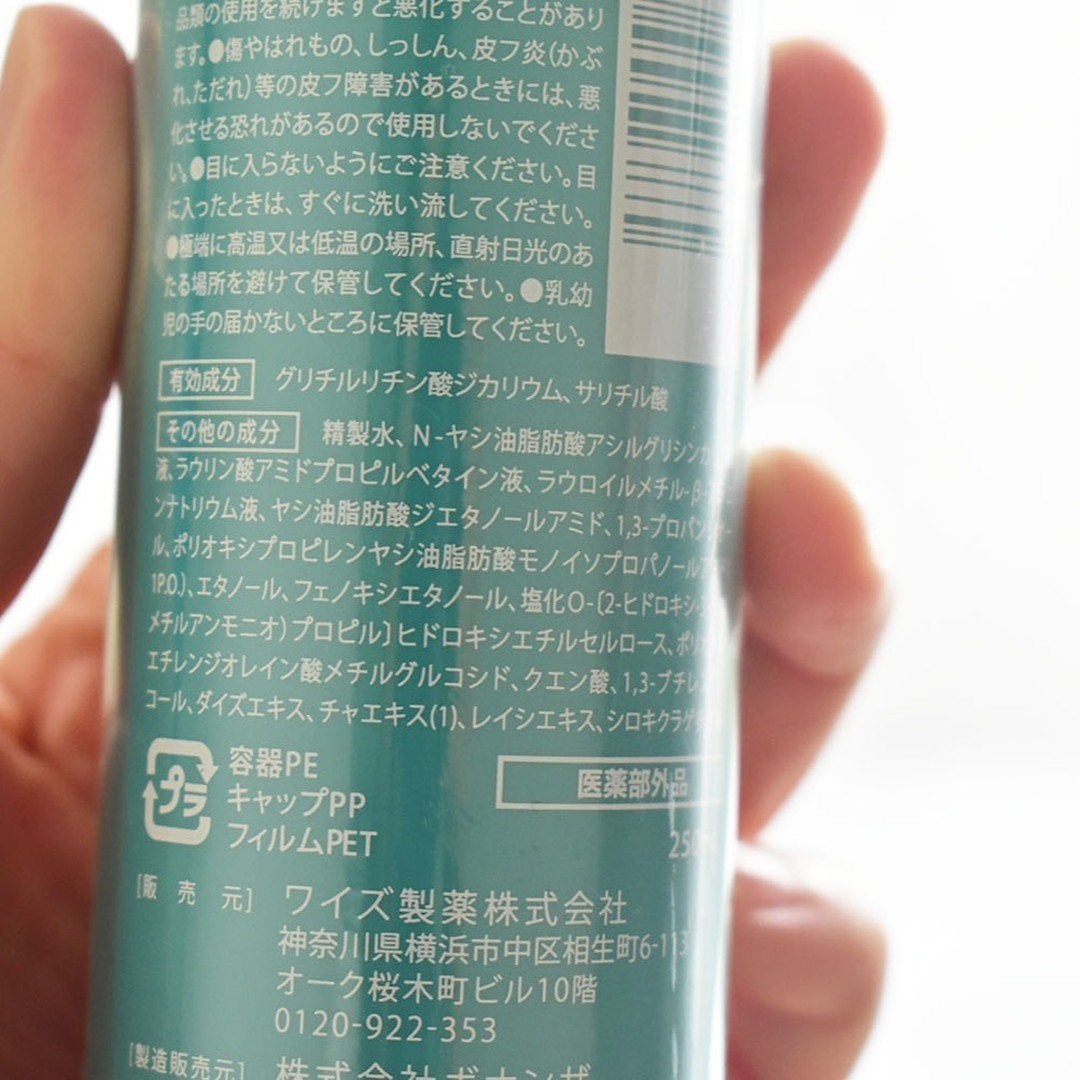 品類の使用を続けますと悪化することがあり
ます。●傷やはれもの、しっしん、皮フ炎(かぶ
れ、ただれ)等の皮フ障害があるときには、悪
化させる恐れがあるので使用しないでくださ
い。●目に入らないようにご注意ください。目
に入ったときは、すぐに洗い流してください。
●極端に高温又は低温の場所、直射日光のあ
たる場所を避けて保管してください。●乳幼
児の手の届かないところに保管してください。
有効成分 グリチルリチン酸ジカリウム、サリチル酸
その他の成分 精製水、N-ヤシ油脂肪酸アシルグリシンカ
液、ラウリン酸アミドプロピルベタイン液、ラウロイルメチル-β-
ンナトリウム液、ヤシ油脂肪酸ジエタノールアミド、1,3-プロパンジオー
ル、ポリオキシプロピレンヤシ油脂肪酸モノイソプロパノール
1P.O.)、エタノール、フェノキシエタノール、塩化O-[2-ヒドロキシ-
メチルアンモニオ)プロピル]ヒドロキシエチルセルロース、ポリ
エチレンジオレイン酸メチルグルコシド、クエン酸、1,3-ブチレン
コール、ダイズエキス、チャエキス(1)、レイシエキス、シロキクラゲ
プラ
容器PE
キャップPP
フィルムPET
医薬部外品
250
[販売元] ワイズ製薬株式会社
神奈川県横浜市中区相生町6-113
オーク桜木町ビル10階
0120-922-353
[製造販売元] 株式会社ボナンザ